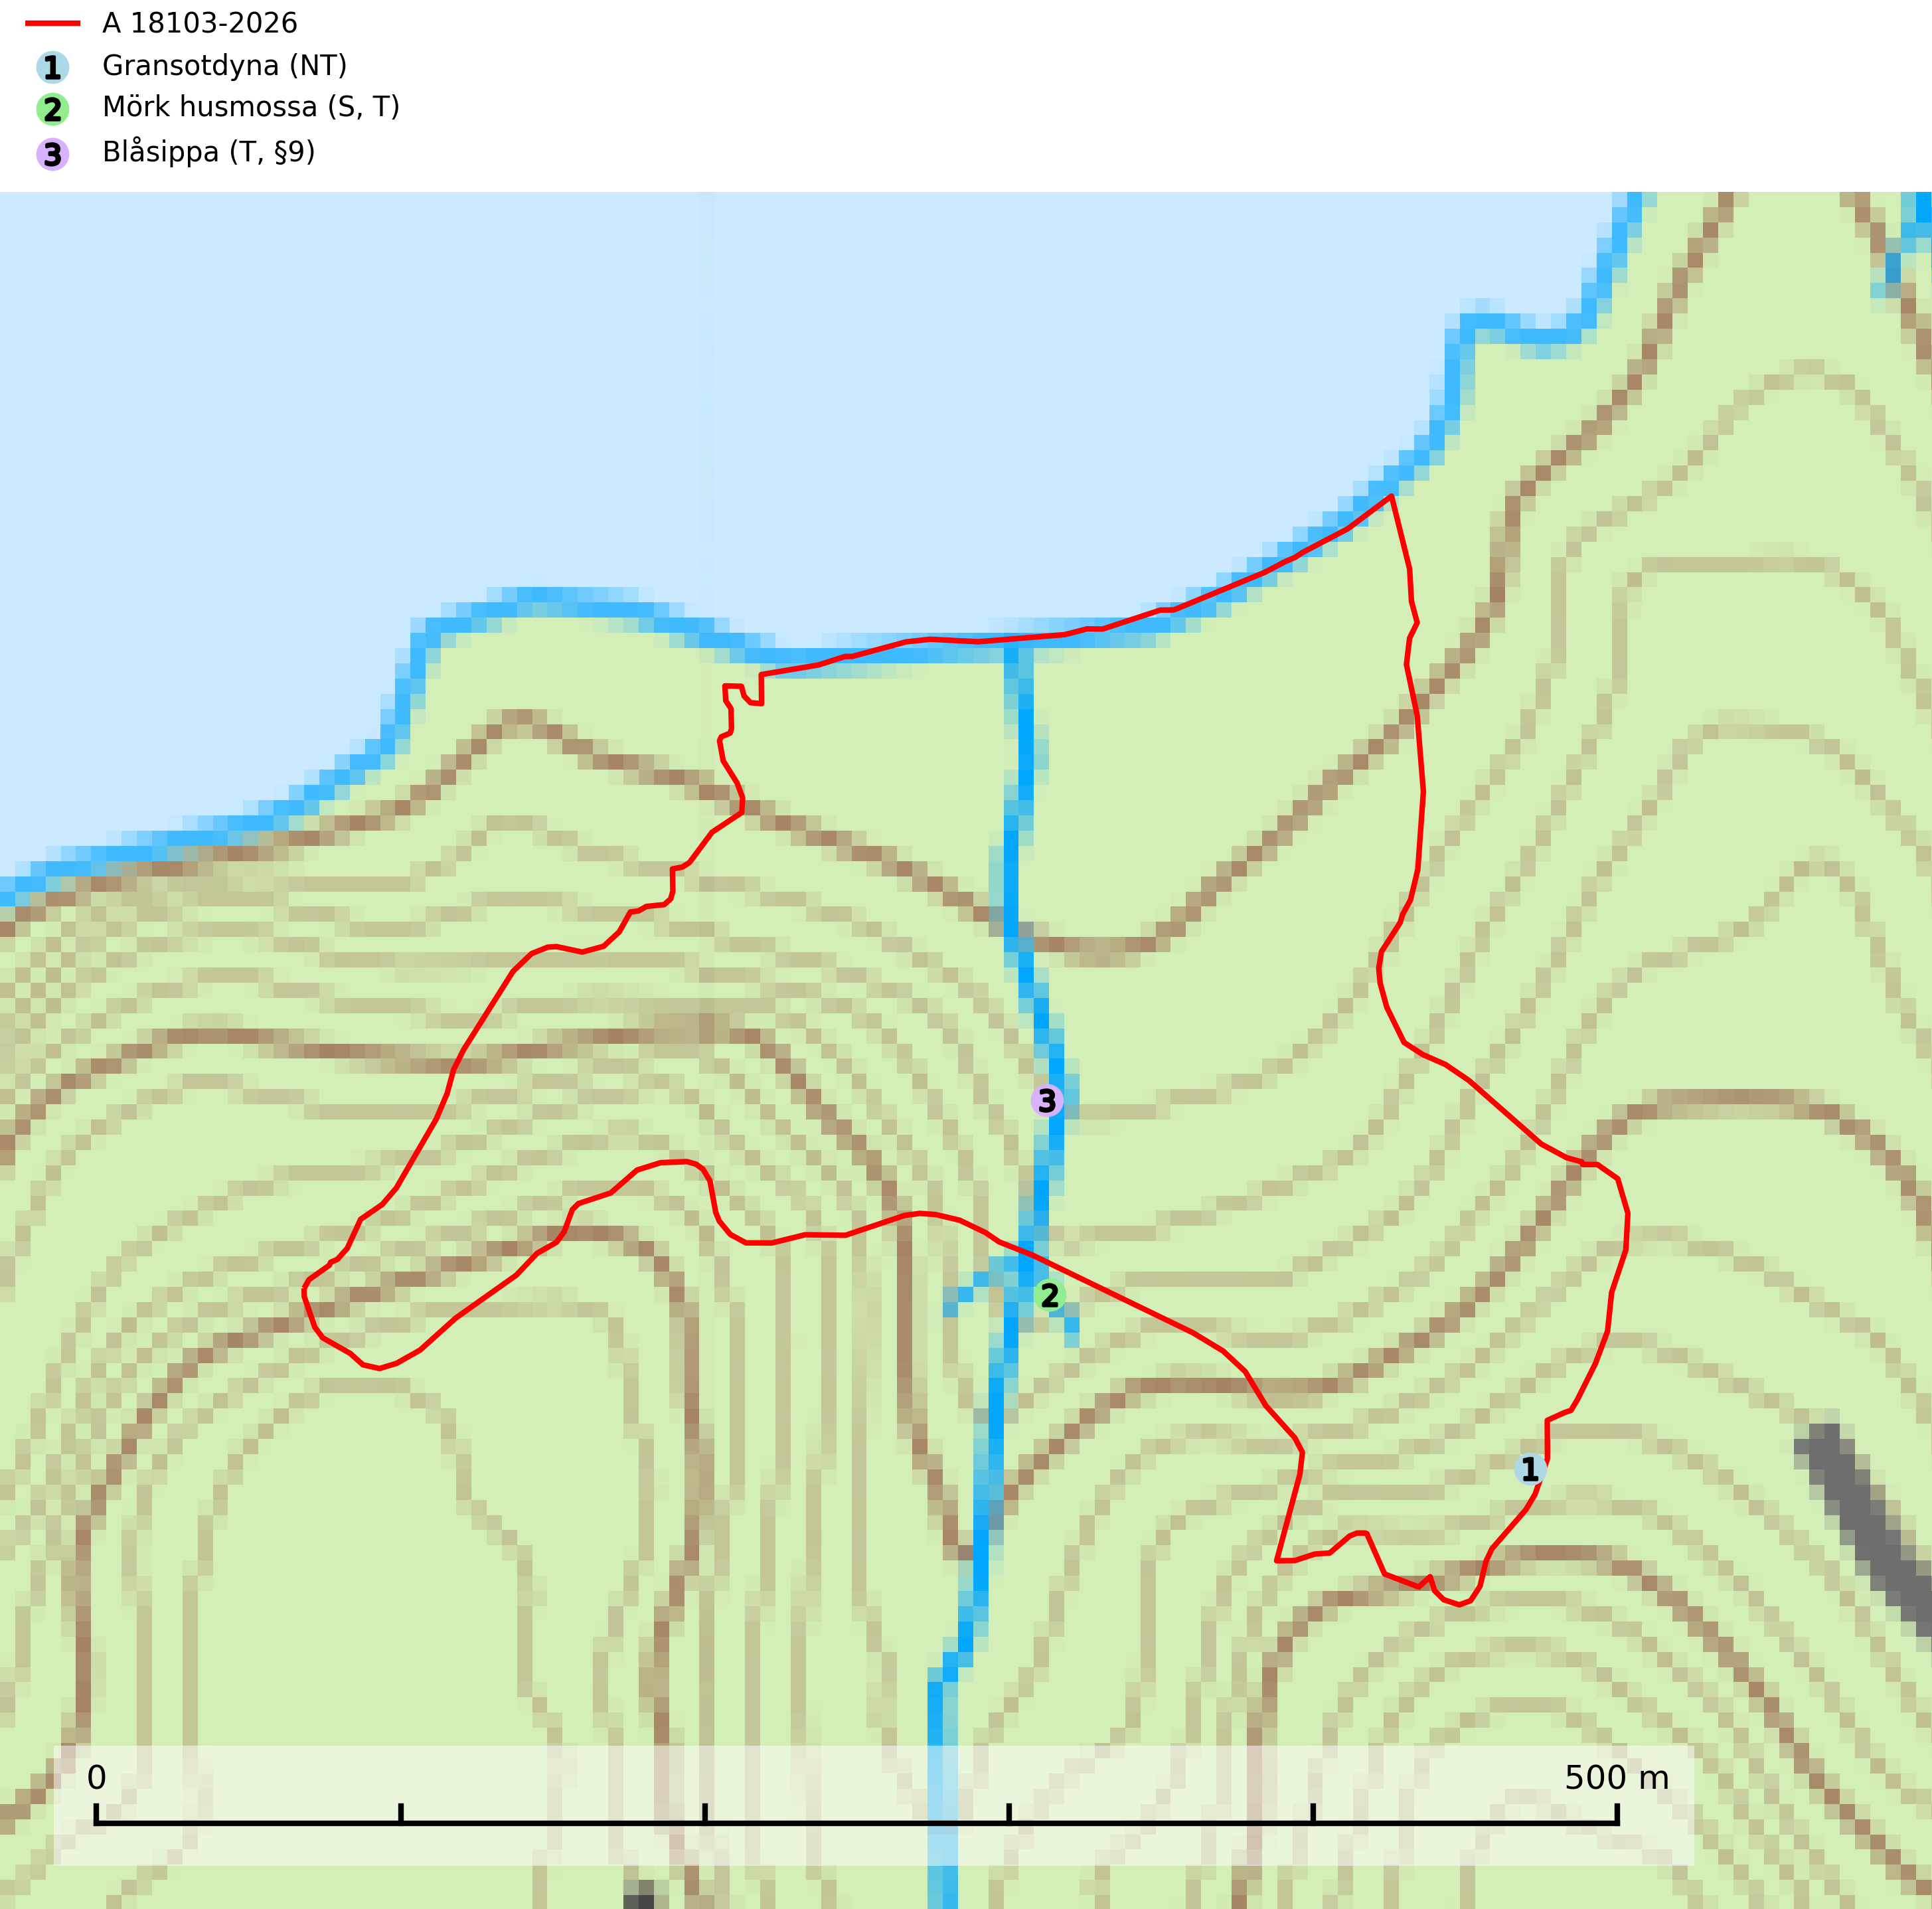 A 18103-2026
1 Gransotdyna (NT)
2 Mörk husmossa (S, T)
3 Blåsippa (T, §9)
3
2
1
0 500 m